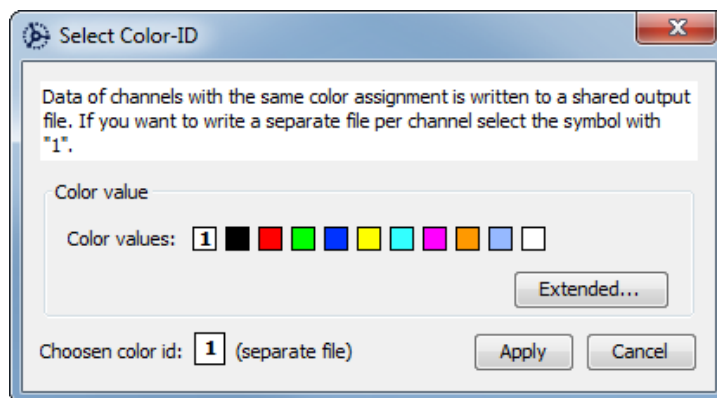 Select Color-ID
Data of channels with the same color assignment is written to a shared output
file. If you want to write a separate file per channel select the symbol with
"1".
Color value
Color values: 1
Extended...
Choosen color id: 1 (separate file) Apply Cancel